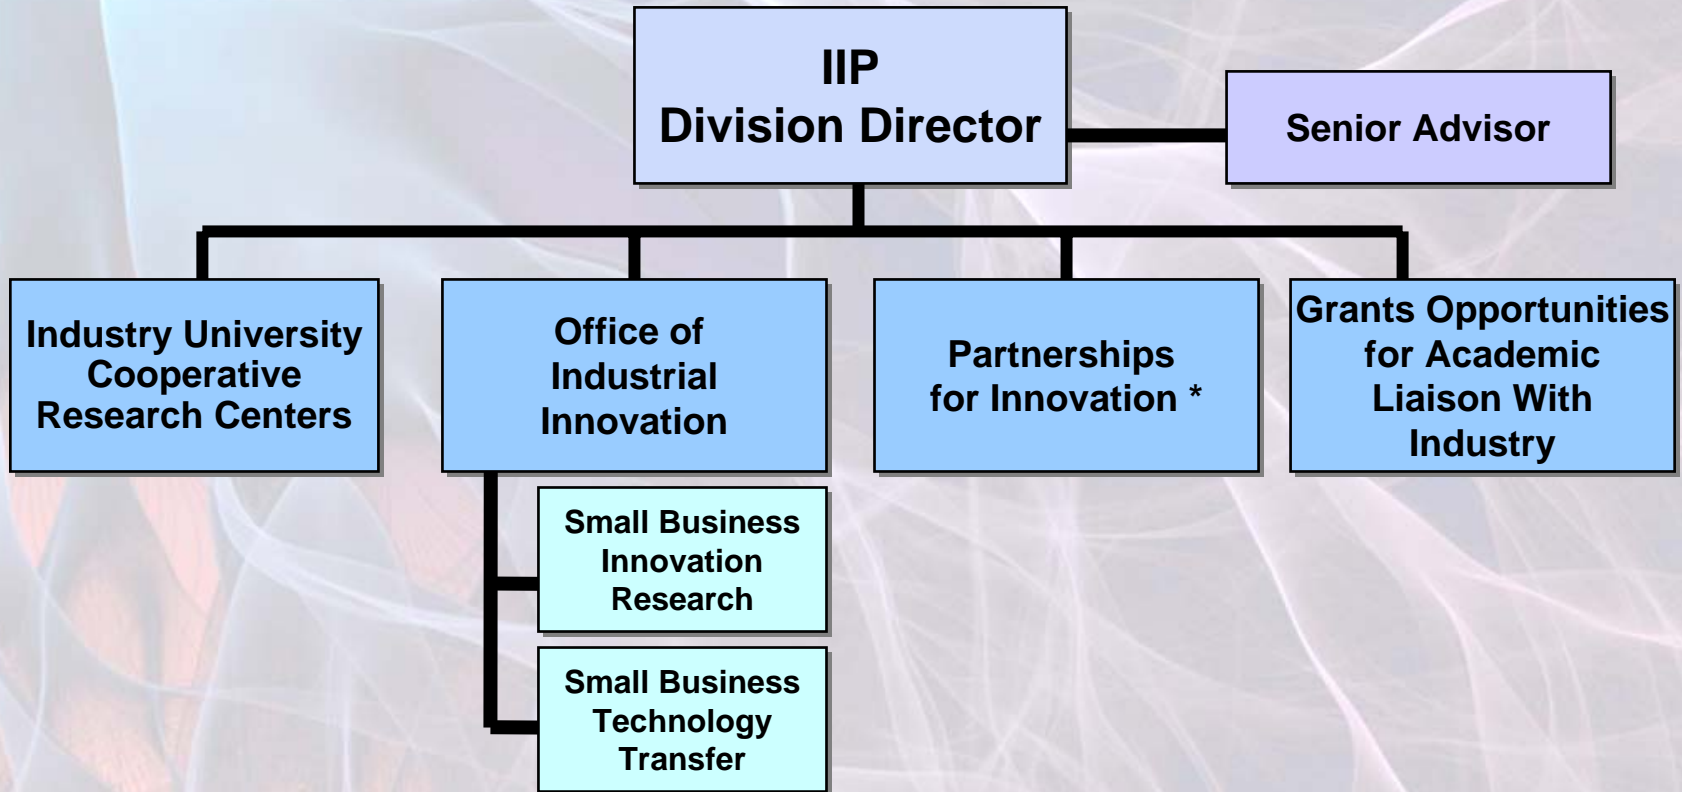 IIP
Division Director
Senior Advisor
Industry University
Cooperative
Research Centers
Office of
Industrial
Innovation
Partnerships
for Innovation *
Grants Opportunities
for Academic
Liaison With
Industry
Small Business
Innovation
Research
Small Business
Technology
Transfer